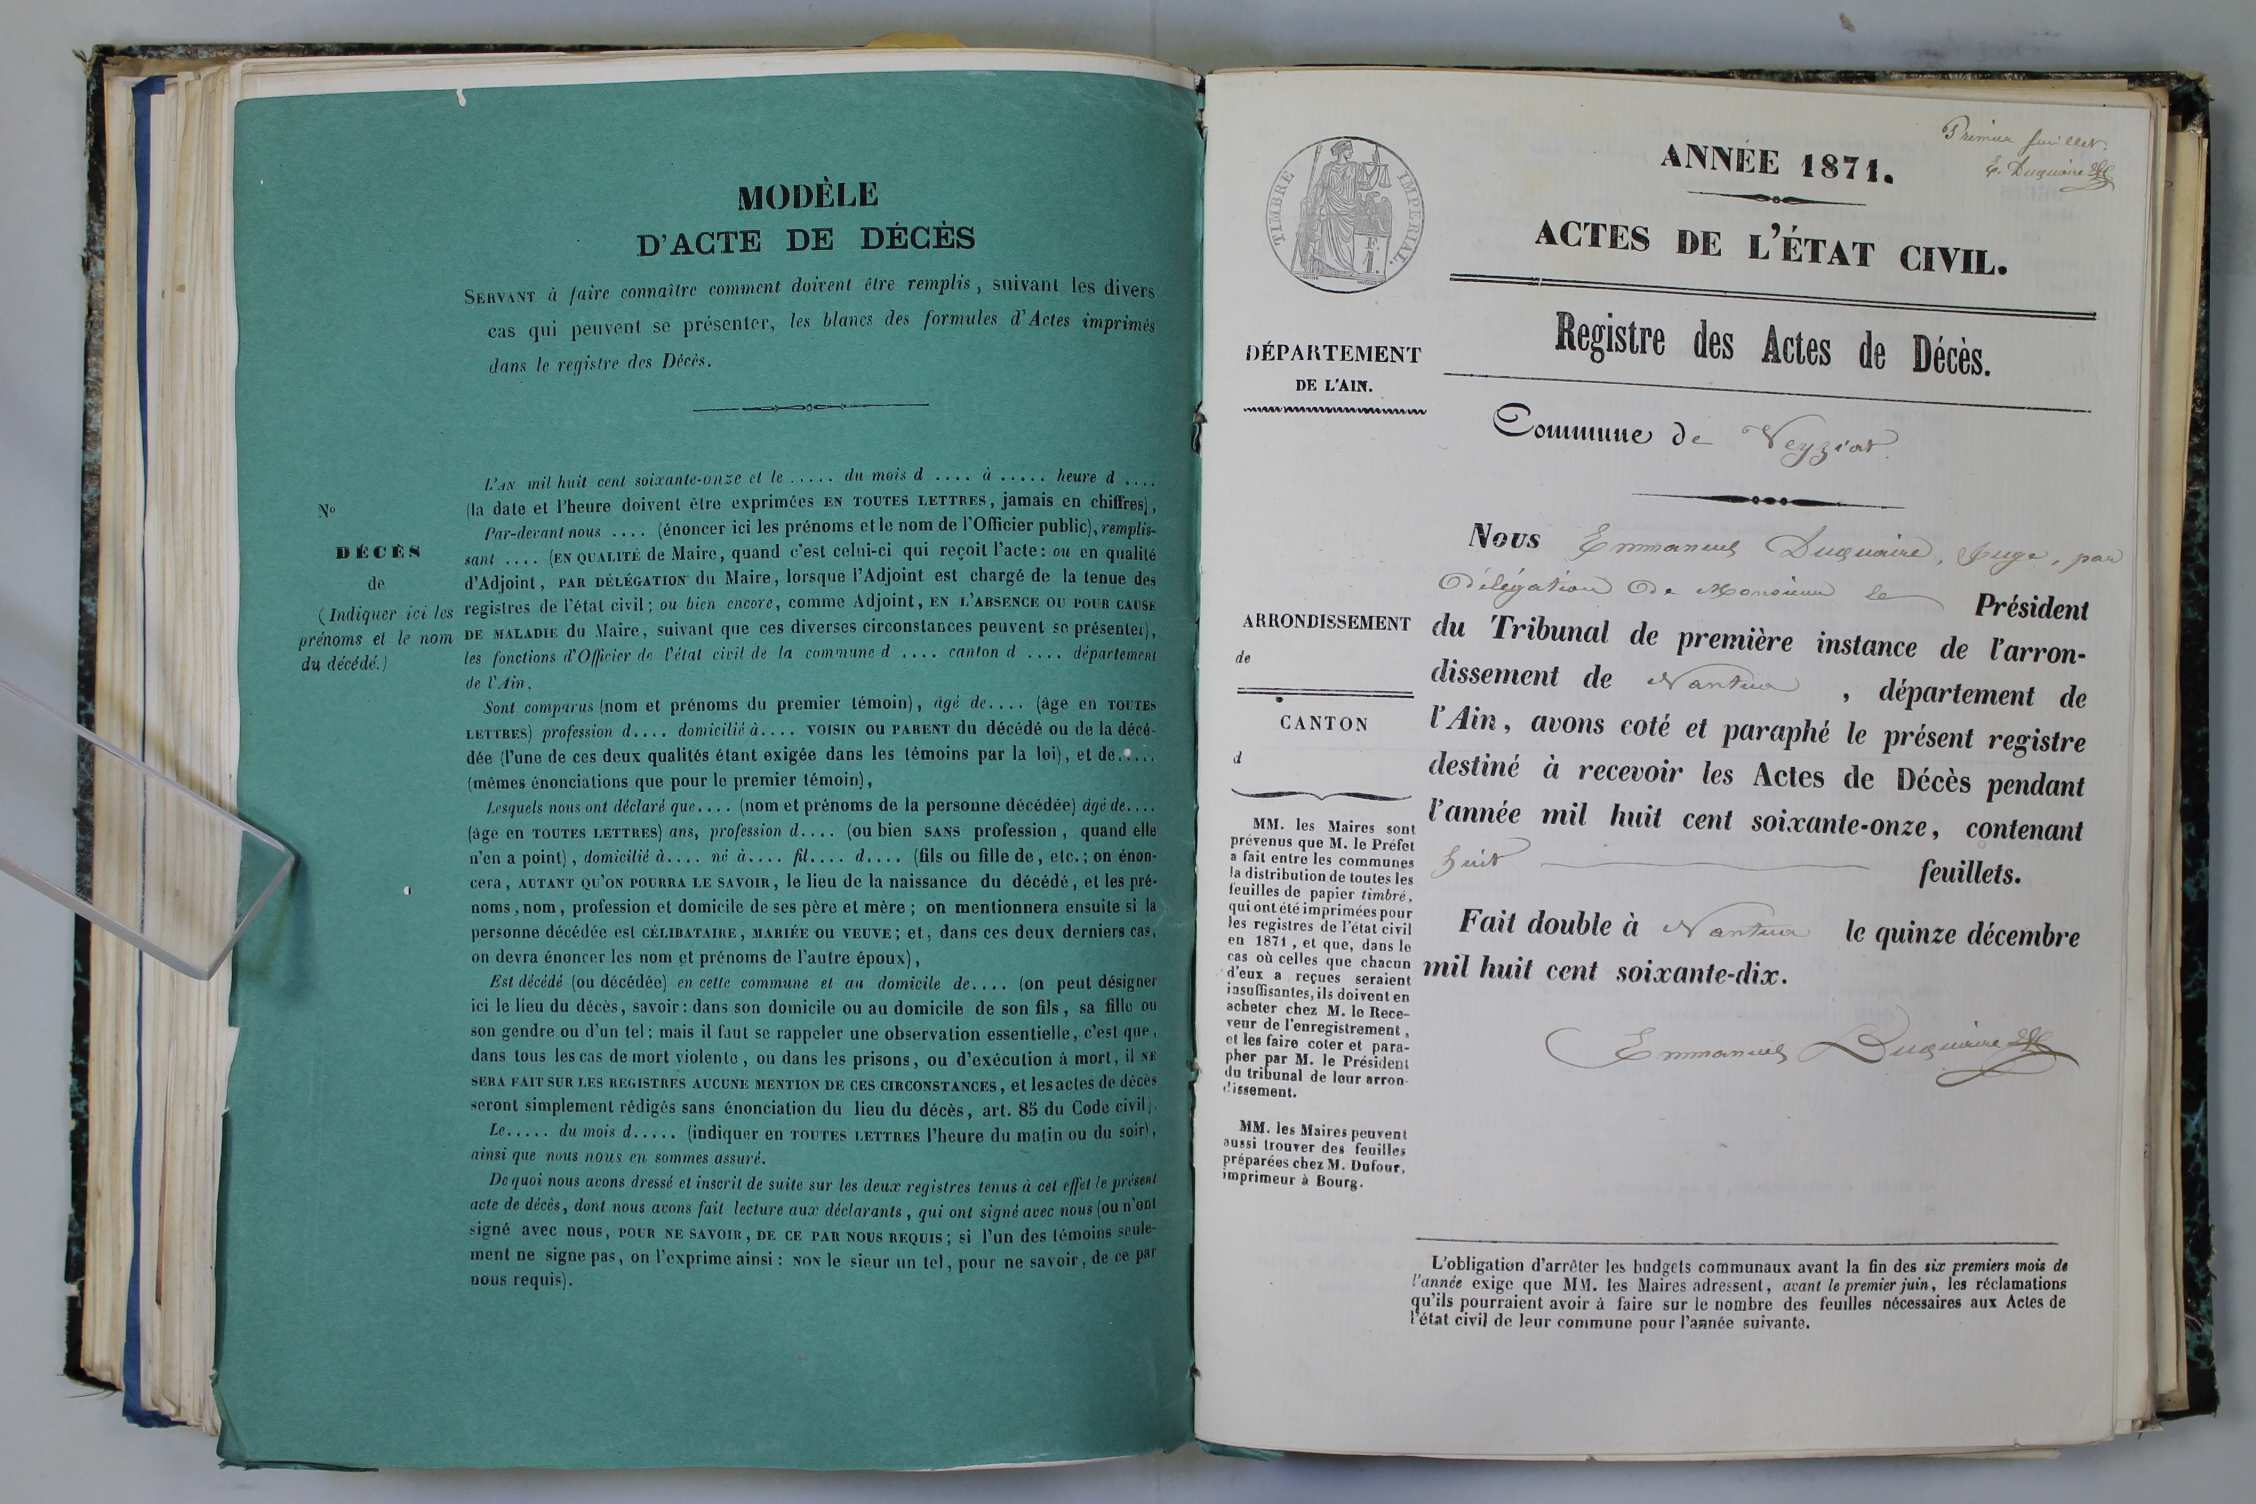 MODÈLE
D'ACTE DE DÉCÈS
SERVANT à faire connaître comment doivent être remplis, suivant les divers
cas qui peuvent se présenter, les blancs des formules d'Actes imprimés
dans le registre des Décès.
No
DÉCÈS
de
(Indiquer ici les
prénoms et le nom
du décédé.)
L'AN mil huit cent soixante-onze et le ..... du mois d .... à ..... heure d ....
(la date et l'heure doivent être exprimées EN TOUTES LETTRES, jamais en chiffres),
Par-devant nous .... (énoncer ici les prénoms et le nom de l'Officier public), remplis-
sant .... (EN QUALITÉ de Maire, quand c'est celui-ci qui reçoit l'acte: ou en qualité
d'Adjoint, PAR DÉLÉGATION du Maire, lorsque l'Adjoint est chargé de la tenue des
registres de l'état civil; ou bien encore, comme Adjoint, EN L'ABSENCE OU POUR CAUSE
DE MALADIE du Maire, suivant que ces diverses circonstances peuvent se présenter),
les fonctions d'Officier de l'état civil de la commune d .... canton d .... département
de l'Ain.
Sont comparus (nom et prénoms du premier témoin), âgé de.... (âge en TOUTES
LETTRES) profession d.... domicilié à.... VOISIN OU PARENT du décédé ou de la décé-
dée (l'une de ces deux qualités étant exigée dans les témoins par la loi), et de.....
(mêmes énonciations que pour le premier témoin),
Lesquels nous ont déclaré que.... (nom et prénoms de la personne décédée) âgé de....
(âge en TOUTES LETTRES) ans, profession d.... (ou bien SANS profession, quand elle
n'en a point), domicilié à.... né à.... fil.... d.... (fils ou fille de, etc.; on énon-
cera, AUTANT QU'ON POURRA LE SAVOIR, le lieu de la naissance du décédé, et les pré-
noms, nom, profession et domicile de ses père et mère; on mentionnera ensuite si la
personne décédée est CÉLIBATAIRE, MARIÉE OU VEUVE; et, dans ces deux derniers cas,
on devra énoncer les nom et prénoms de l'autre époux),
Est décédé (ou décédée) en cette commune et au domicile de.... (on peut désigner
ici le lieu du décès, savoir: dans son domicile ou au domicile de son fils, sa fille ou
son gendre ou d'un tel; mais il faut se rappeler une observation essentielle, c'est que,
dans tous les cas de mort violente, ou dans les prisons, ou d'exécution à mort, il NE
SERA FAIT SUR LES REGISTRES AUCUNE MENTION DE CES CIRCONSTANCES, et les actes de décès
seront simplement rédigés sans énonciation du lieu du décès, art. 85 du Code civil).
Le..... du mois d..... (indiquer en TOUTES LETTRES l'heure du matin ou du soir),
ainsi que nous nous en sommes assuré.
De quoi nous avons dressé et inscrit de suite sur les deux registres tenus à cet effet le présent
acte de décès, dont nous avons fait lecture aux déclarants, qui ont signé avec nous (ou n'ont
signé avec nous, POUR NE SAVOIR, DE CE PAR NOUS REQUIS; si l'un des témoins seule-
ment ne signe pas, on l'exprime ainsi: NON le sieur un tel, pour ne savoir, de ce par
nous requis).
Premier feuillet.
E. Duquaire
TIMBRE IMPÉRIAL.
F.
1.
ANNÉE 1871.
ACTES DE L'ÉTAT CIVIL.
Registre des Actes de Décès.
DÉPARTEMENT
DE L'AIN.
Commune de Veyziat
Nous Emmanuel Duquaire, Juge, par
Délégation de Monsieur le Président
du Tribunal de première instance de l'arron-
dissement de Nantua, département de
l'Ain, avons coté et paraphé le présent registre
destiné à recevoir les Actes de Décès pendant
l'année mil huit cent soixante-onze, contenant
huit feuillets.
Fait double à Nantua le quinze décembre
mil huit cent soixante-dix.
Emmanuel Duquaire
ARRONDISSEMENT
de
CANTON
d
MM. les Maires sont
prévenus que M. le Préfet
a fait entre les communes
la distribution de toutes les
feuilles de papier timbré,
qui ont été imprimées pour
les registres de l'état civil
en 1871, et que, dans le
cas où celles que chacun
d'eux a reçues seraient
insuffisantes, ils doivent en
acheter chez M. le Rece-
veur de l'enregistrement,
et les faire coter et para-
pher par M. le Président
du tribunal de leur arron-
dissement.
MM. les Maires peuvent
aussi trouver des feuilles
préparées chez M. Dufour,
imprimeur à Bourg.
L'obligation d'arrêter les budgets communaux avant la fin des six premiers mois de
l'année exige que MM. les Maires adressent, avant le premier juin, les réclamations
qu'ils pourraient avoir à faire sur le nombre des feuilles nécessaires aux Actes de
l'état civil de leur commune pour l'année suivante.